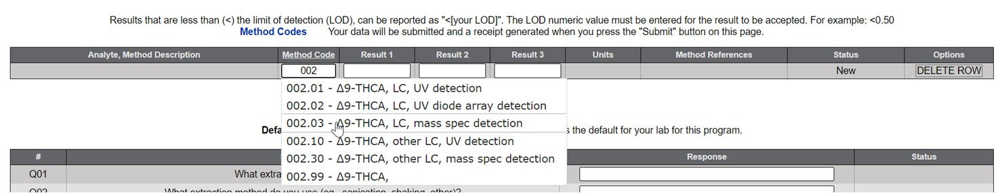 Results that are less than (<) the limit of detection (LOD), can be reported as "<[your LOD]". The LOD numeric value must be entered for the result to be accepted. For example: <0.50
Method Codes Your data will be submitted and a receipt generated when you press the "Submit" button on this page.
Analyte, Method Description Method Code Result 1 Result 2 Result 3 Units Method References Status Options
002 New DELETE ROW
002.01 - Δ9-THCA, LC, UV detection
002.02 - Δ9-THCA, LC, UV diode array detection
002.03 - Δ9-THCA, LC, mass spec detection
Defa s the default for your lab for this program.
002.10 - Δ9-THCA, other LC, UV detection
# Response Status
002.30 - Δ9-THCA, other LC, mass spec detection
Q01 What extra
002.99 - Δ9-THCA,
Q02 What extraction method do you use (eg., sonication, shaking, other)?